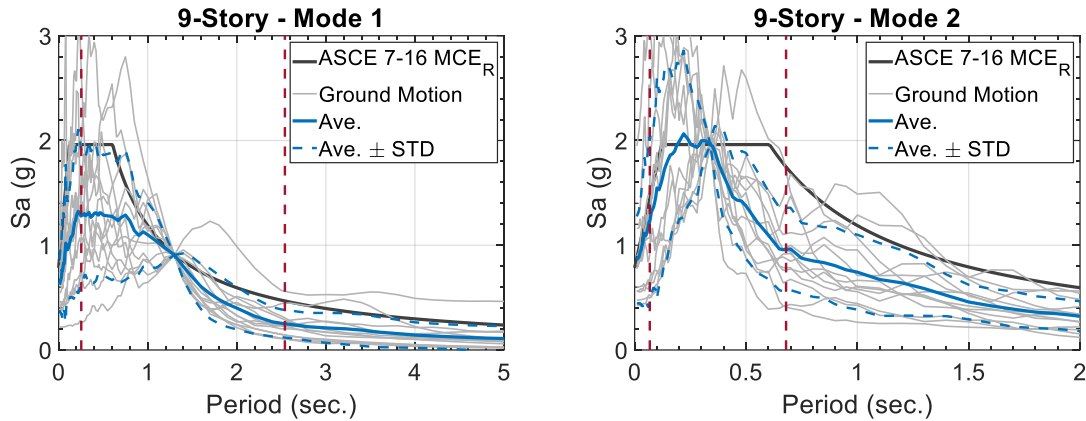 9-Story - Mode 1
3
2
1
0
Sa (g)
0 1 2 3 4 5
Period (sec.)
ASCE 7-16 MCE_R
Ground Motion
Ave.
Ave. ± STD
9-Story - Mode 2
3
2
1
0
Sa (g)
0 0.5 1 1.5 2
Period (sec.)
ASCE 7-16 MCE_R
Ground Motion
Ave.
Ave. ± STD